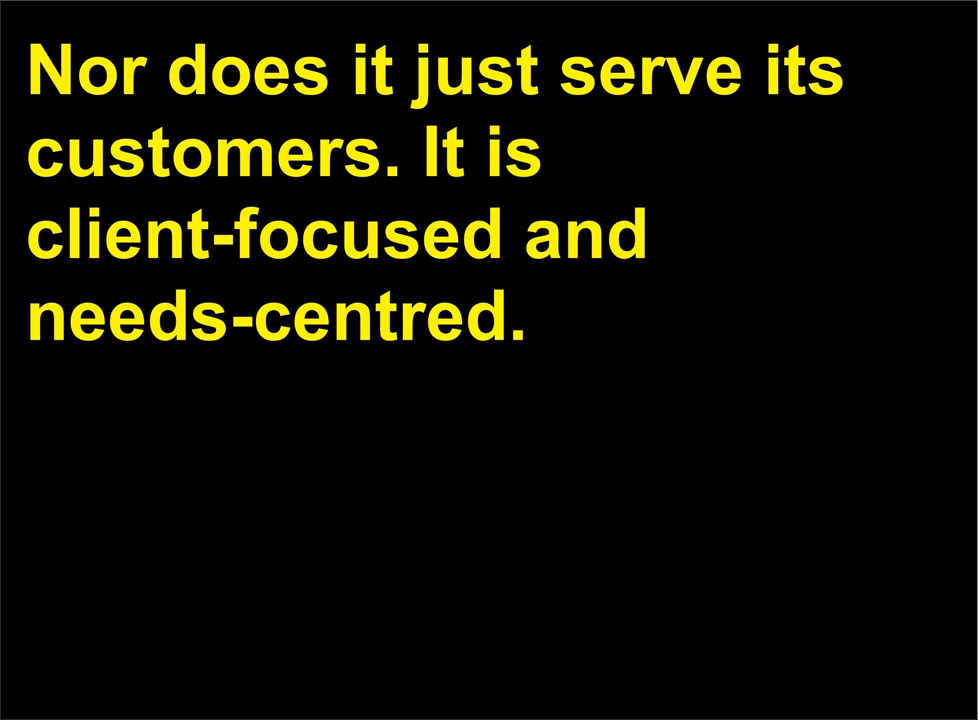 Nor does it just serve its
customers. It is
client-focused and
needs-centred.